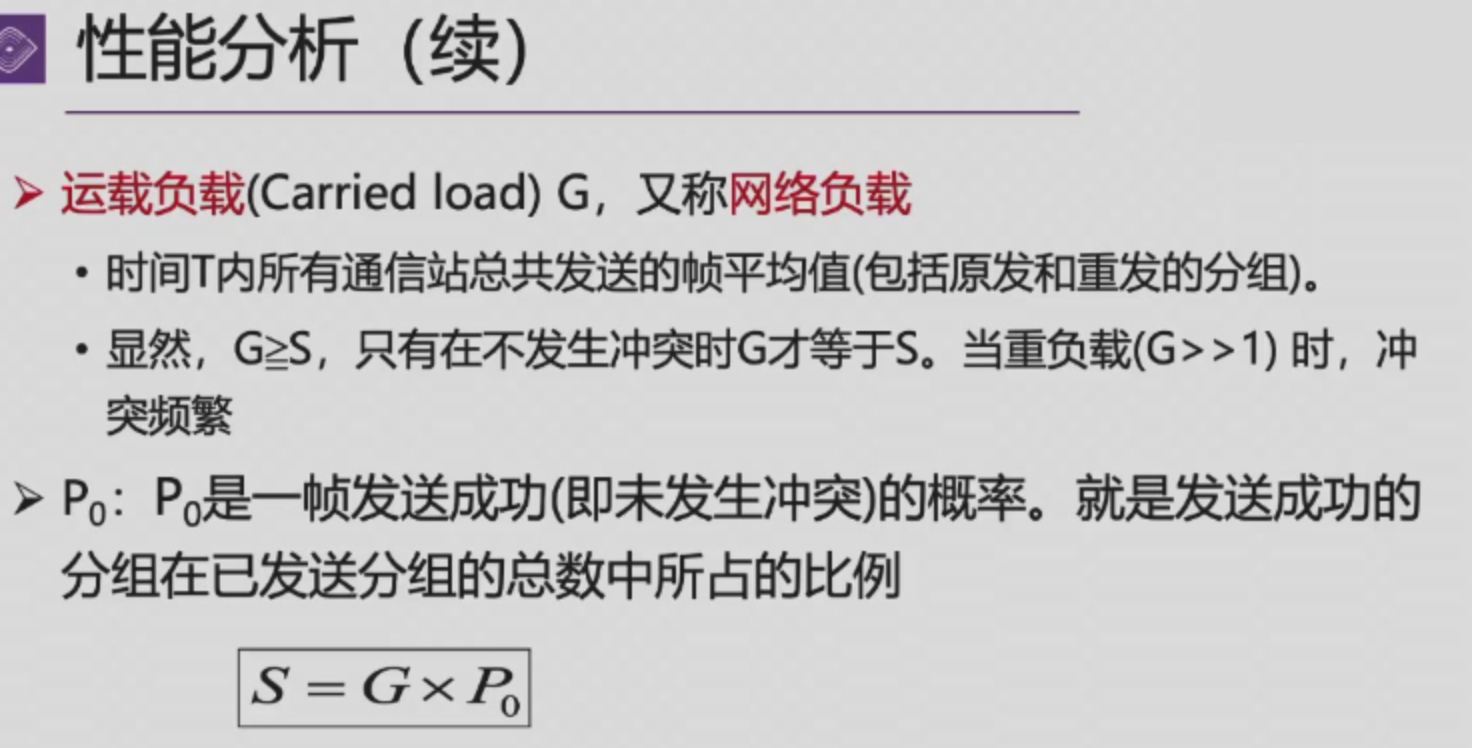 性能分析（续）
➢ 运载负载(Carried load) G，又称网络负载
• 时间T内所有通信站总共发送的帧平均值(包括原发和重发的分组)。
• 显然，G≧S，只有在不发生冲突时G才等于S。当重负载(G>>1) 时，冲
突频繁
➢ P₀：P₀是一帧发送成功(即未发生冲突)的概率。就是发送成功的
分组在已发送分组的总数中所占的比例
S = G × P₀